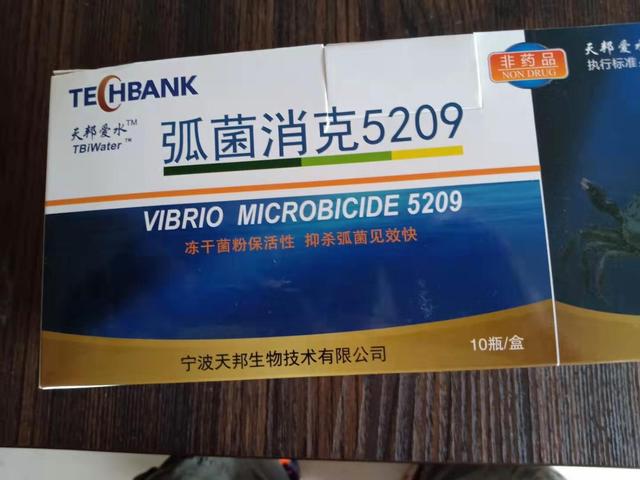 TECHBANK
天邦爱水™
TBiWater™
弧菌消克5209
VIBRIO MICROBICIDE 5209
冻干菌粉保活性 抑杀弧菌见效快
宁波天邦生物技术有限公司
10瓶/盒
非药品
NON DRUG
天邦爱水
执行标准